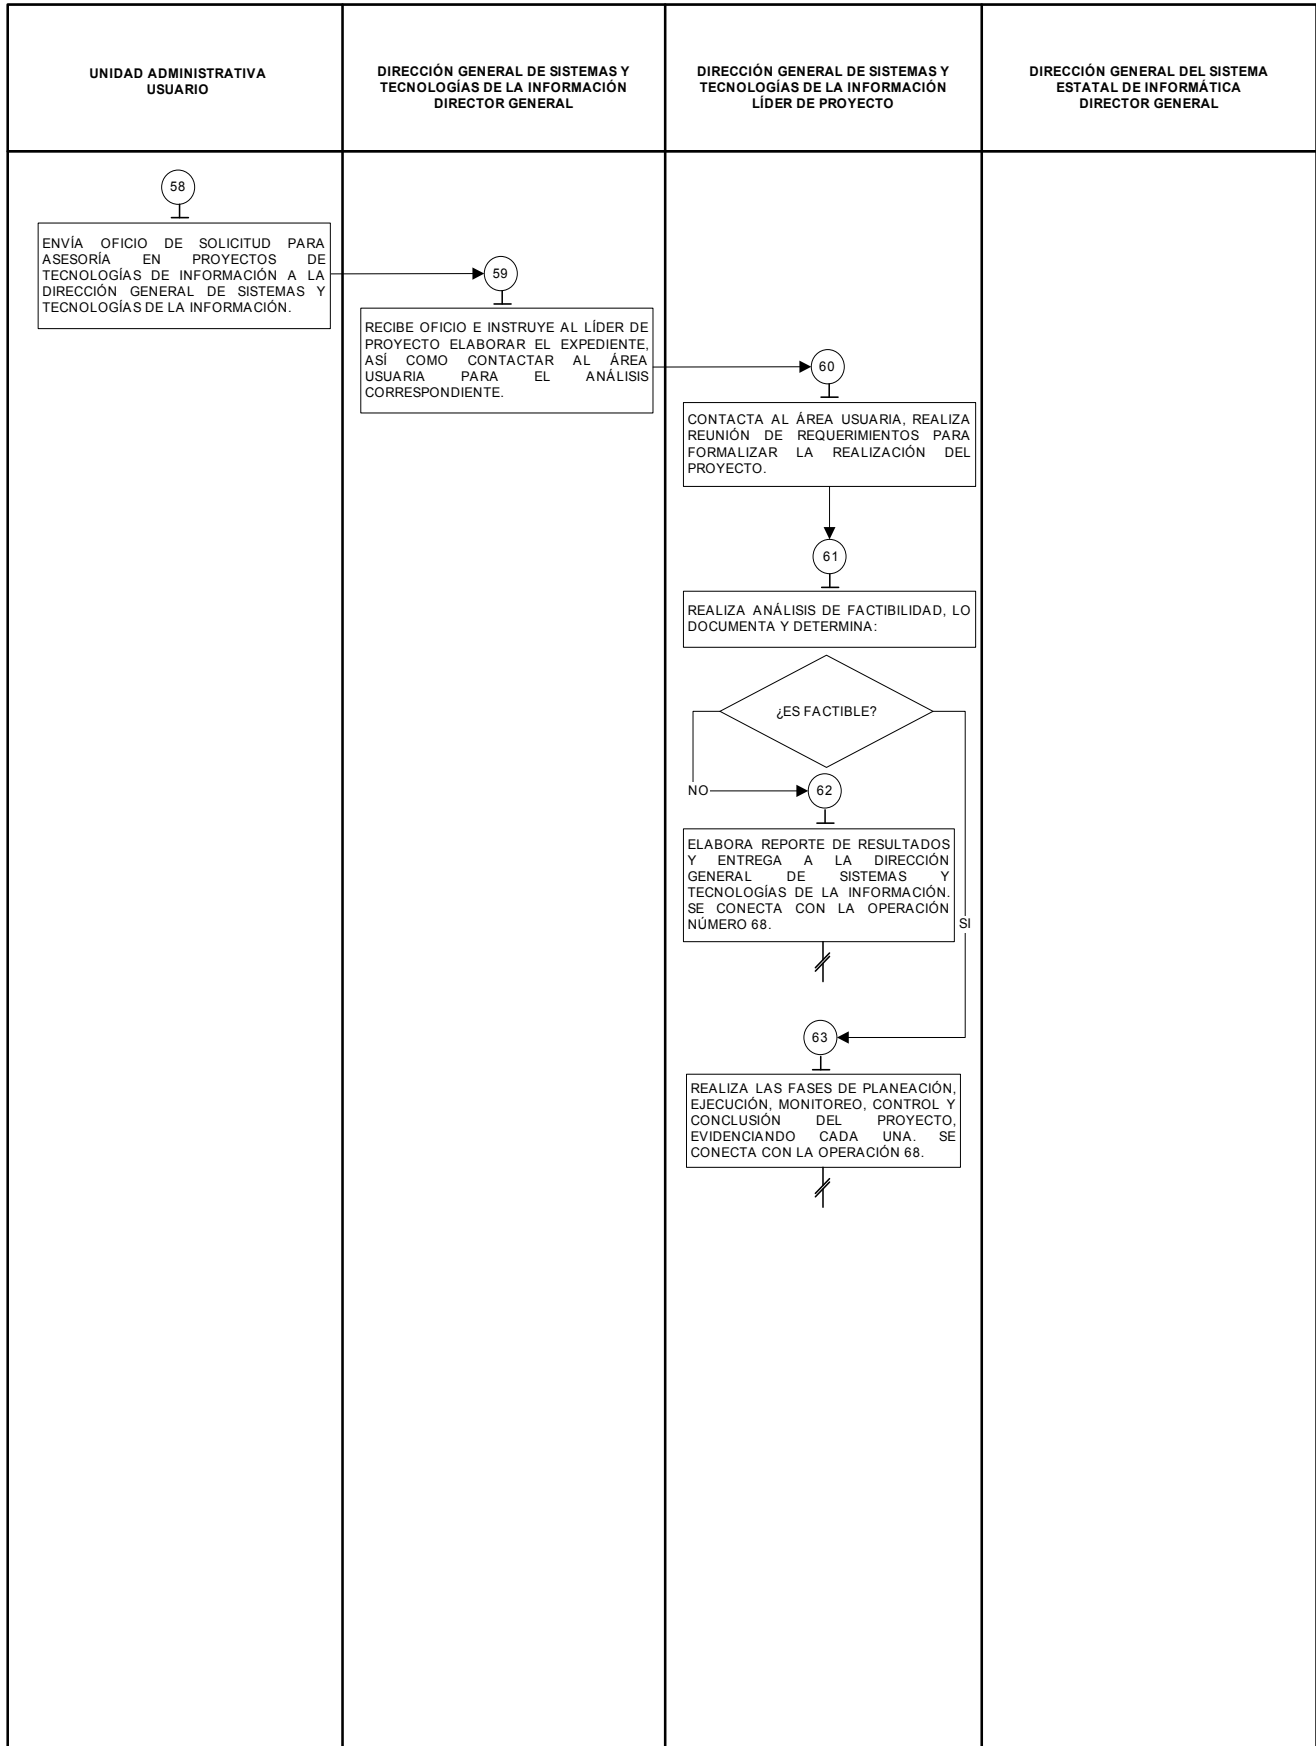 UNIDAD ADMINISTRATIVA
USUARIO
DIRECCIÓN GENERAL DE SISTEMAS Y
TECNOLOGÍAS DE LA INFORMACIÓN
DIRECTOR GENERAL
DIRECCIÓN GENERAL DE SISTEMAS Y
TECNOLOGÍAS DE LA INFORMACIÓN
LÍDER DE PROYECTO
DIRECCIÓN GENERAL DEL SISTEMA
ESTATAL DE INFORMÁTICA
DIRECTOR GENERAL
58
ENVÍA OFICIO DE SOLICITUD PARA
ASESORÍA EN PROYECTOS DE
TECNOLOGÍAS DE INFORMACIÓN A LA
DIRECCIÓN GENERAL DE SISTEMAS Y
TECNOLOGÍAS DE LA INFORMACIÓN.
59
RECIBE OFICIO E INSTRUYE AL LÍDER DE
PROYECTO ELABORAR EL EXPEDIENTE,
ASÍ COMO CONTACTAR AL ÁREA
USUARIA PARA EL ANÁLISIS
CORRESPONDIENTE.
60
CONTACTA AL ÁREA USUARIA, REALIZA
REUNIÓN DE REQUERIMIENTOS PARA
FORMALIZAR LA REALIZACIÓN DEL
PROYECTO.
61
REALIZA ANÁLISIS DE FACTIBILIDAD, LO
DOCUMENTA Y DETERMINA:
¿ES FACTIBLE?
NO
62
ELABORA REPORTE DE RESULTADOS
Y ENTREGA A LA DIRECCIÓN
GENERAL DE SISTEMAS Y
TECNOLOGÍAS DE LA INFORMACIÓN.
SE CONECTA CON LA OPERACIÓN
NÚMERO 68.
SI
63
REALIZA LAS FASES DE PLANEACIÓN,
EJECUCIÓN, MONITOREO, CONTROL Y
CONCLUSIÓN DEL PROYECTO,
EVIDENCIANDO CADA UNA. SE
CONECTA CON LA OPERACIÓN 68.